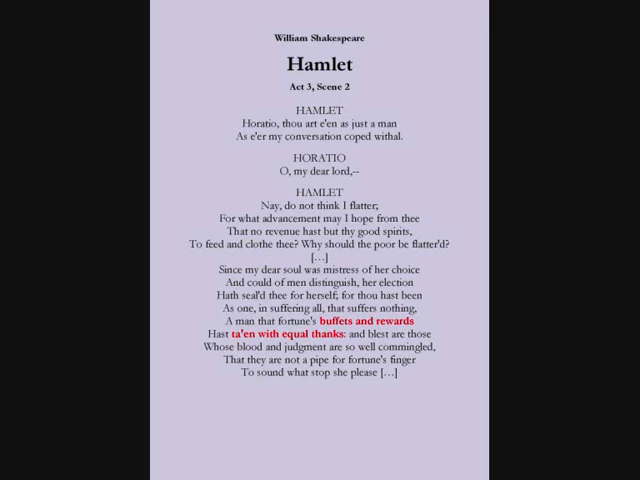 William Shakespeare
Hamlet
Act 3, Scene 2
HAMLET
Horatio, thou art e'en as just a man
As e'er my conversation coped withal.
HORATIO
O, my dear lord,--
HAMLET
Nay, do not think I flatter;
For what advancement may I hope from thee
That no revenue hast but thy good spirits,
To feed and clothe thee? Why should the poor be flatter'd?
[…]
Since my dear soul was mistress of her choice
And could of men distinguish, her election
Hath seal'd thee for herself; for thou hast been
As one, in suffering all, that suffers nothing,
A man that fortune's buffets and rewards
Hast ta'en with equal thanks: and blest are those
Whose blood and judgment are so well commingled,
That they are not a pipe for fortune's finger
To sound what stop she please […]